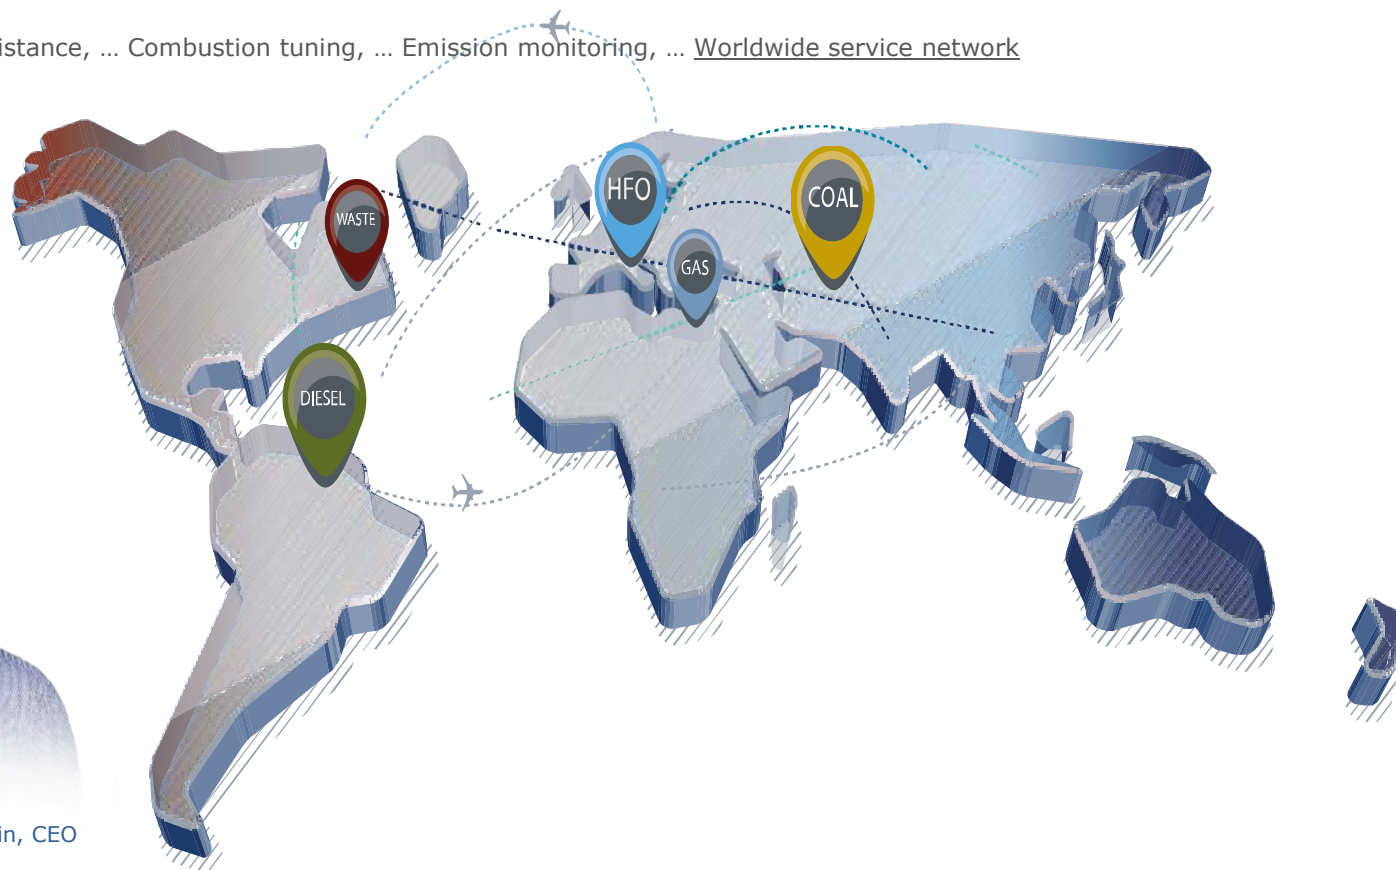 istance, … Combustion tuning, … Emission monitoring, … Worldwide service network
HFO
COAL
WASTE
GAS
DIESEL
in, CEO